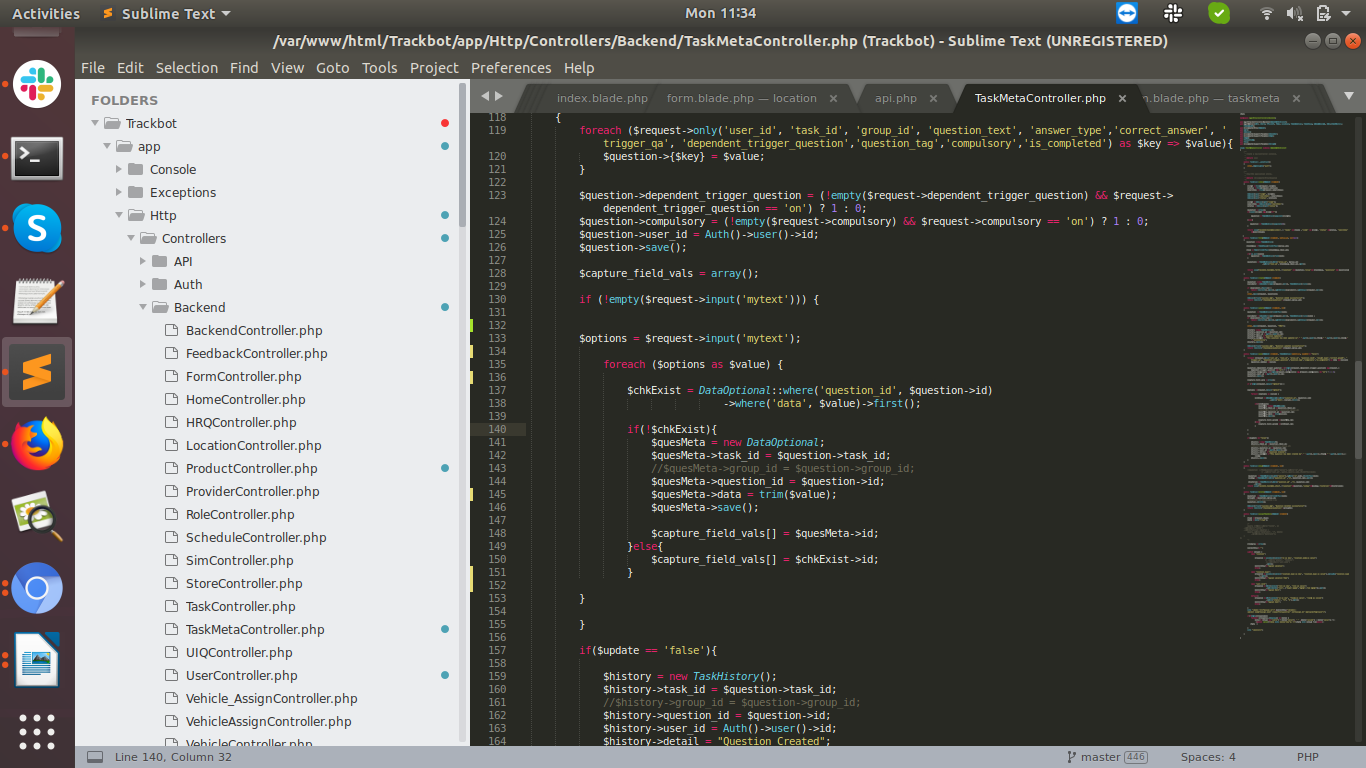 Activities
Sublime Text
Mon 11:34
/var/www/html/Trackbot/app/Http/Controllers/Backend/TaskMetaController.php (Trackbot) - Sublime Text (UNREGISTERED)
File Edit Selection Find View Goto Tools Project Preferences Help
FOLDERS
Trackbot
app
Console
Exceptions
Http
Controllers
API
Auth
Backend
BackendController.php
FeedbackController.php
FormController.php
HomeController.php
HRQController.php
LocationController.php
ProductController.php
ProviderController.php
RoleController.php
ScheduleController.php
SimController.php
StoreController.php
TaskController.php
TaskMetaController.php
UIQController.php
UserController.php
Vehicle_AssignController.php
VehicleAssignController.php
VehicleController.php
index.blade.php form.blade.php — location api.php TaskMetaController.php n.blade.php — taskmeta
118 {
119 foreach ($request->only('user_id', 'task_id', 'group_id', 'question_text', 'answer_type','correct_answer', '
trigger_qa', 'dependent_trigger_question','question_tag','compulsory','is_completed') as $key => $value){
120 $question->{$key} = $value;
121 }
122
123 $question->dependent_trigger_question = (!empty($request->dependent_trigger_question) && $request->
dependent_trigger_question == 'on') ? 1 : 0;
124 $question->compulsory = (!empty($request->compulsory) && $request->compulsory == 'on') ? 1 : 0;
125 $question->user_id = Auth()->user()->id;
126 $question->save();
127
128 $capture_field_vals = array();
129
130 if (!empty($request->input('mytext'))) {
131
132
133 $options = $request->input('mytext');
134
135 foreach ($options as $value) {
136
137 $chkExist = DataOptional::where('question_id', $question->id)
138 ->where('data', $value)->first();
139
140 if(!$chkExist){
141 $quesMeta = new DataOptional;
142 $quesMeta->task_id = $question->task_id;
143 //$quesMeta->group_id = $question->group_id;
144 $quesMeta->question_id = $question->id;
145 $quesMeta->data = trim($value);
146 $quesMeta->save();
147
148 $capture_field_vals[] = $quesMeta->id;
149 }else{
150 $capture_field_vals[] = $chkExist->id;
151 }
152
153 }
154
155 }
156
157 if($update == 'false'){
158
159 $history = new TaskHistory();
160 $history->task_id = $question->task_id;
161 //$history->group_id = $question->group_id;
162 $history->question_id = $question->id;
163 $history->user_id = Auth()->user()->id;
164 $history->detail = "Question Created";
Line 140, Column 32
master 446
Spaces: 4
PHP